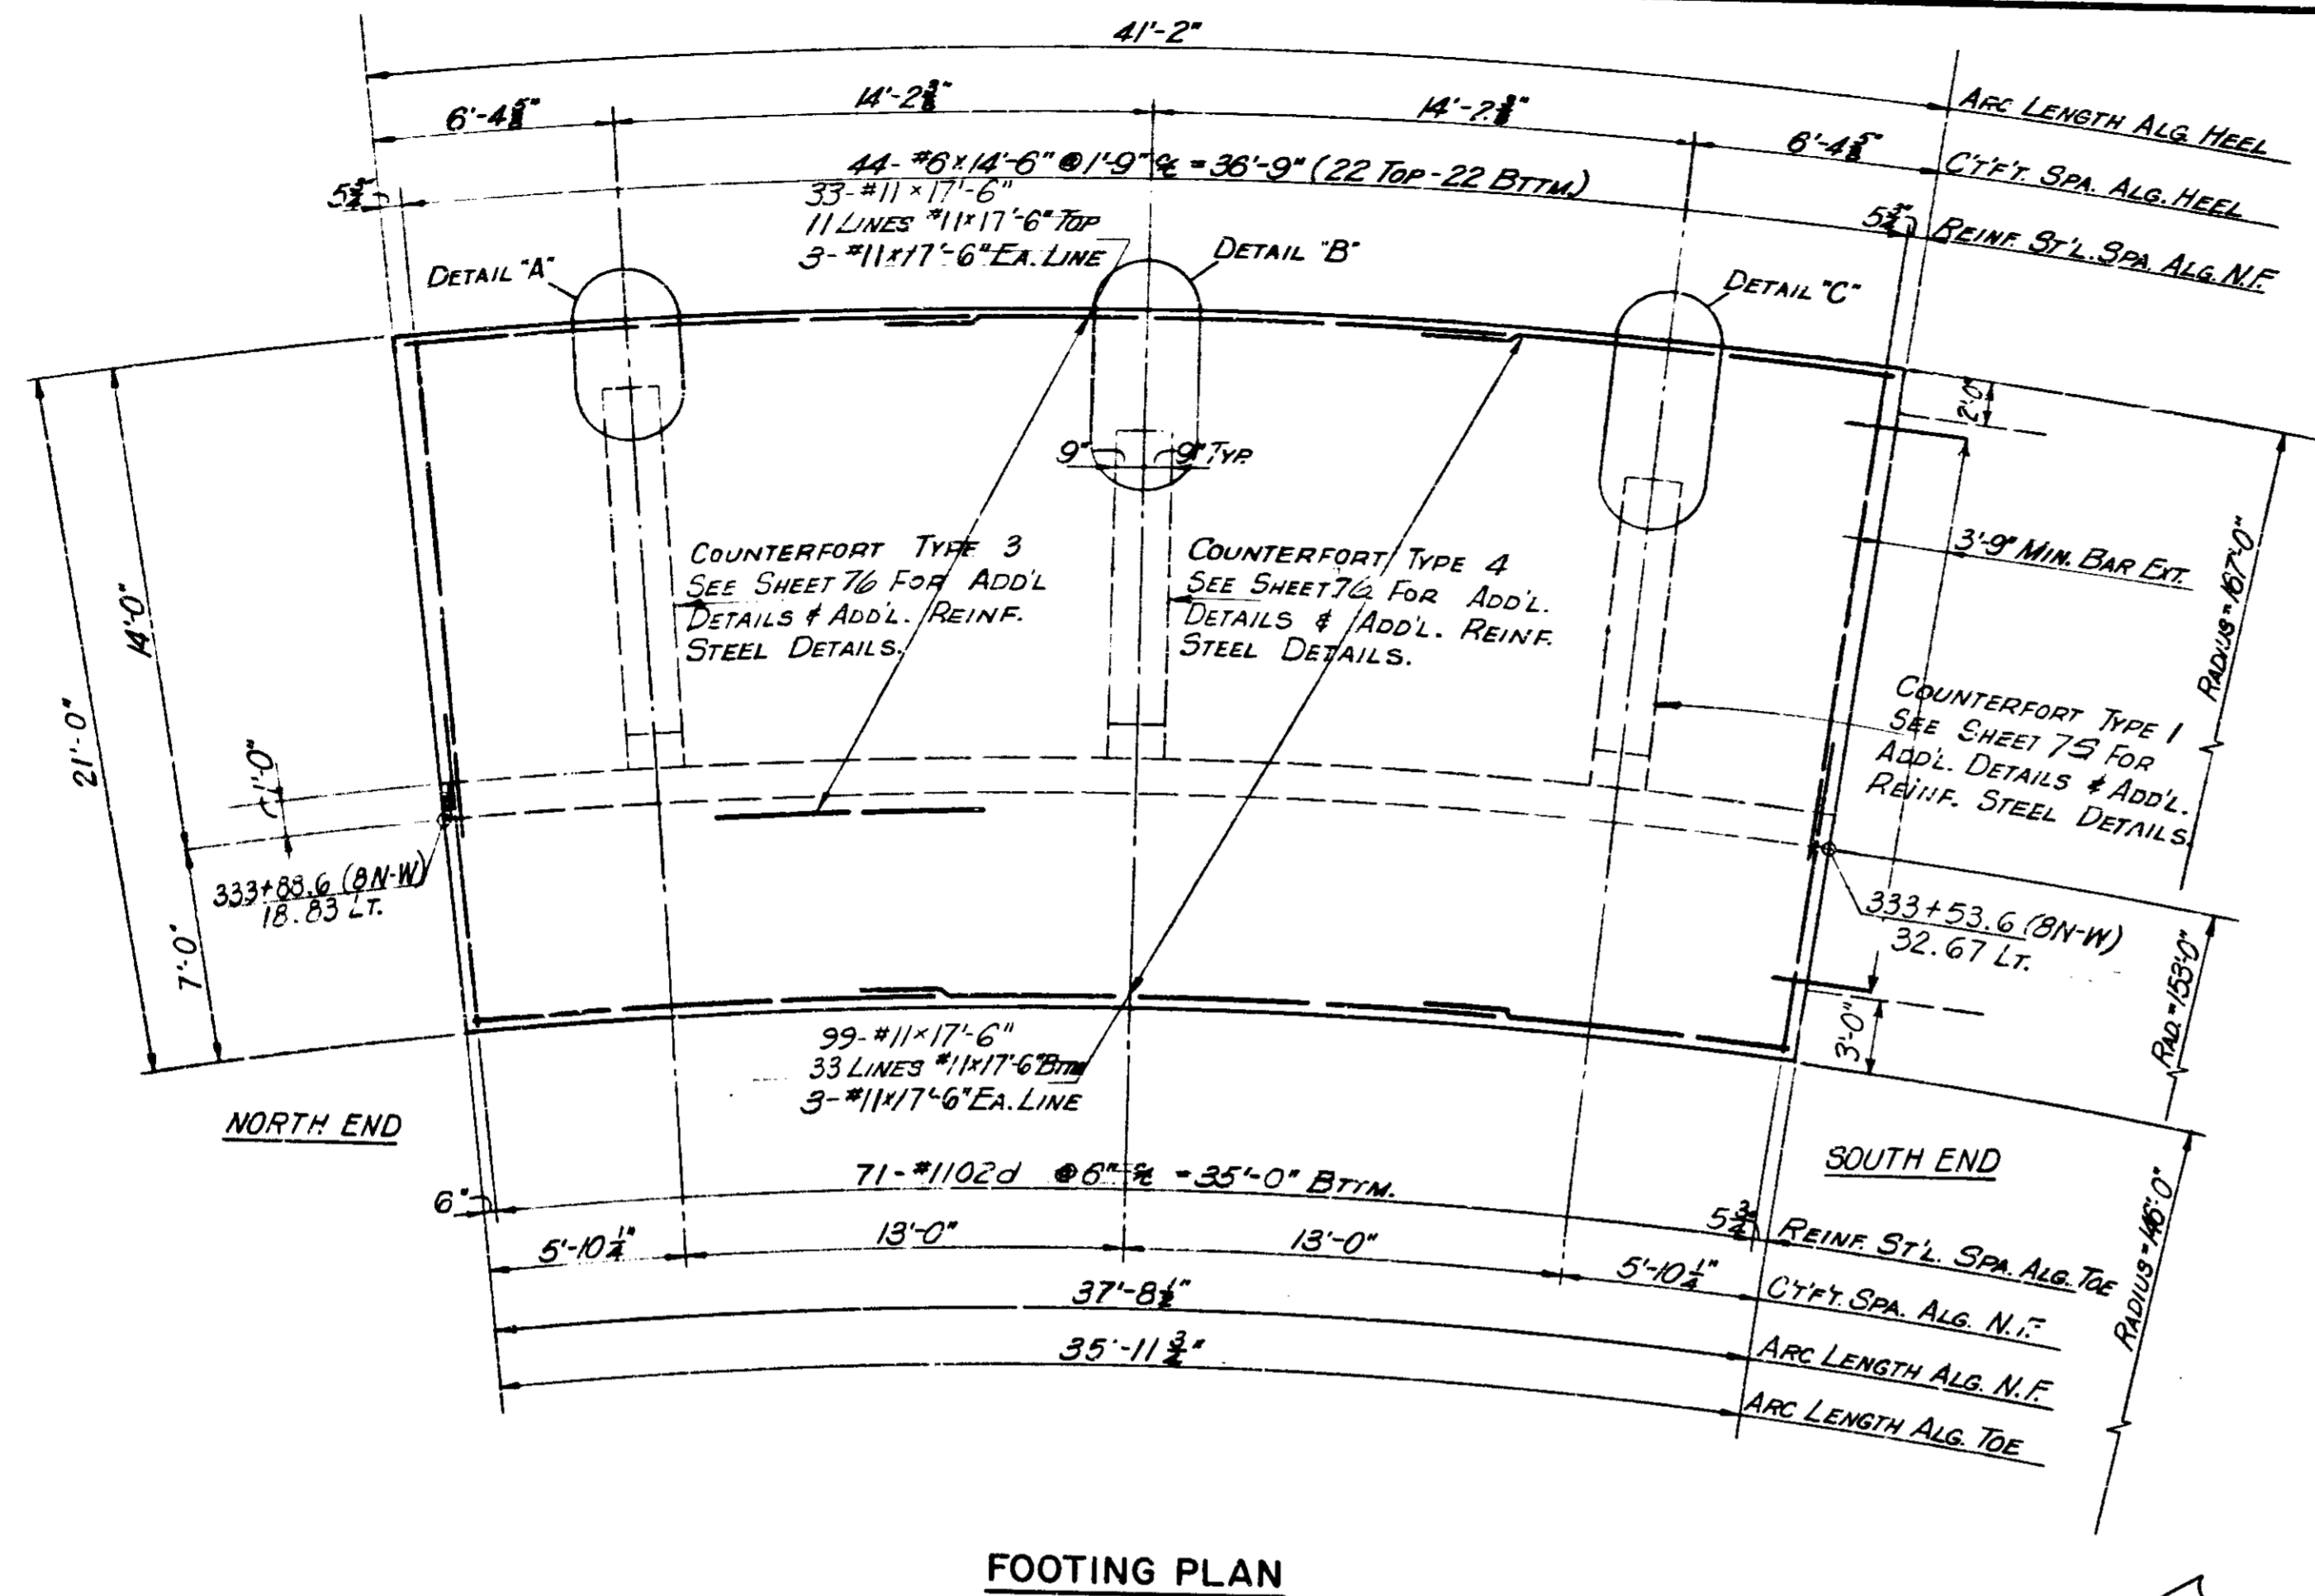 41'-2"
ARC LENGTH ALG. HEEL
6'-4⅝"
14'-2⅜"
14'-2⅜"
6'-4⅝"
C'T'F'T. SPA. ALG. HEEL
5¾"
44- #6x14'-6" @ 1'-9" ℄ = 36'-9" (22 TOP-22 BTTM.)
5¾"
REINF. ST'L. SPA. ALG. N.F.
33-#11 x 17'-6"
11 LINES #11x17'-6" TOP
3-#11x17'-6" EA. LINE
DETAIL "A"
DETAIL "B"
DETAIL "C"
2'-0"
9"
9" TYP.
RADIUS=167'-0"
3'-9" MIN. BAR EXT.
COUNTERFORT TYPE 3
SEE SHEET 76 FOR ADD'L
DETAILS & ADD'L. REINF.
STEEL DETAILS.
COUNTERFORT TYPE 4
SEE SHEET 76 FOR ADD'L.
DETAILS & ADD'L. REINF.
STEEL DETAILS.
COUNTERFORT TYPE 1
SEE SHEET 75 FOR
ADD'L. DETAILS & ADD'L.
REINF. STEEL DETAILS.
14'-0"
21'-0"
1'-0"
7'-0"
333+88.6 (8N-W)
18.83 LT.
333+53.6 (8N-W)
32.67 LT.
RAD.=153'-0"
3'-0"
99-#11x17'-6"
33 LINES #11x17'-6" BTTM
3-#11x17'-6" EA. LINE
NORTH END
SOUTH END
6"
71-#1102d @ 6" ℄ = 35'-0" BTTM.
5¾"
REINF. ST'L. SPA. ALG. TOE
RADIUS=146'-0"
5'-10¼"
13'-0"
13'-0"
5'-10¼"
C'T'F'T. SPA. ALG. N.F.
37'-8½"
ARC LENGTH ALG. N.F.
35'-11¾"
ARC LENGTH ALG. TOE
FOOTING PLAN